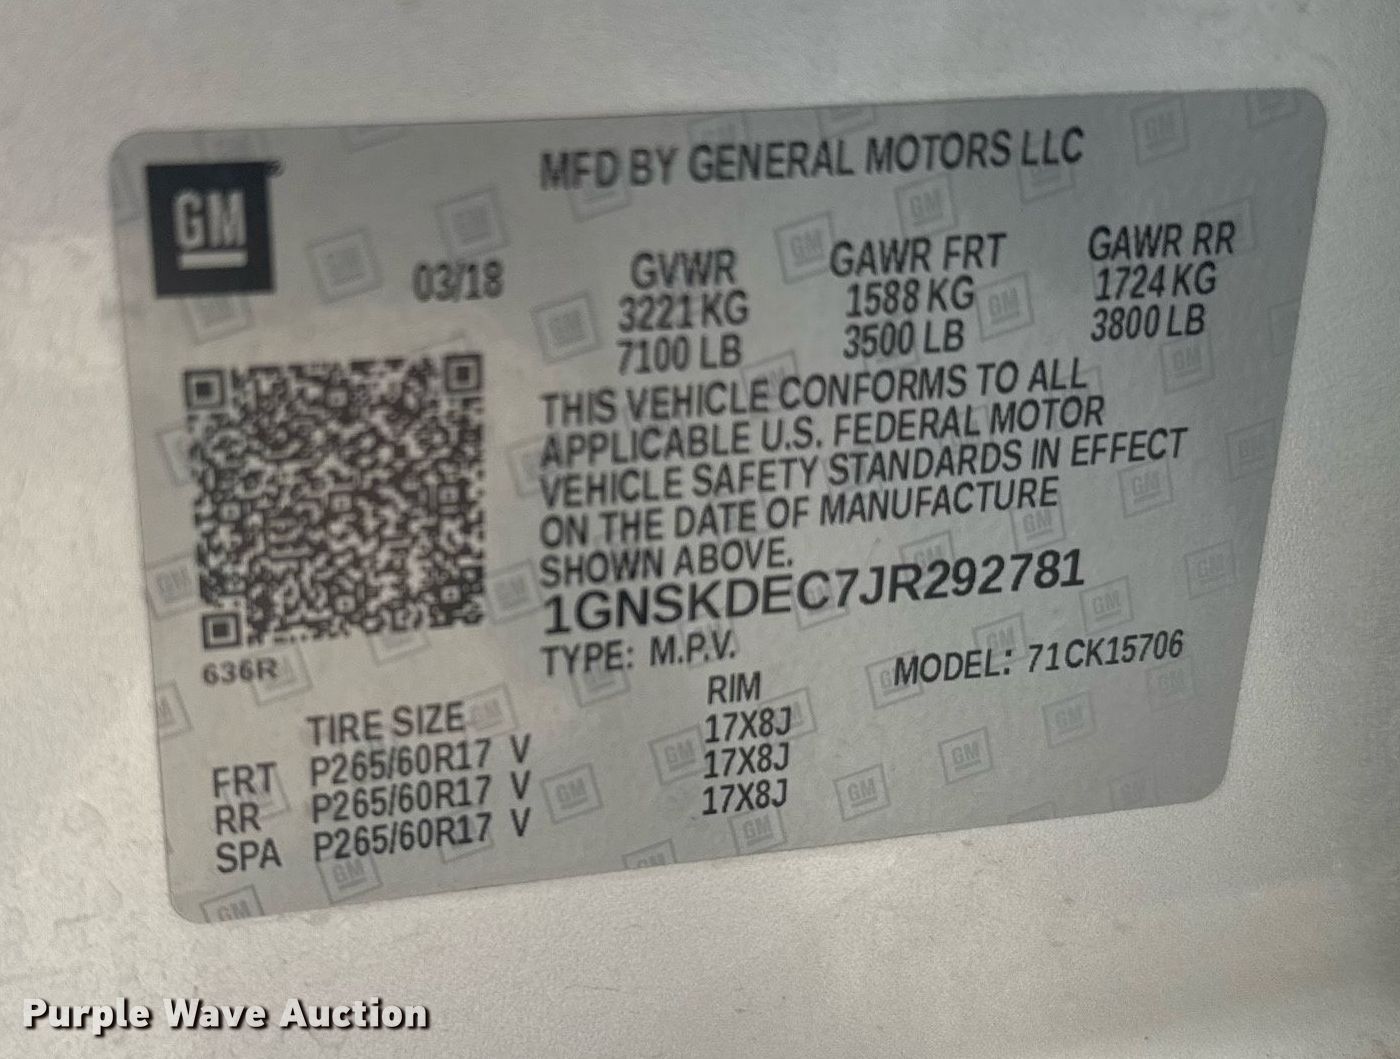 GM
MFD BY GENERAL MOTORS LLC
03/18
GVWR GAWR FRT GAWR RR
3221 KG 1588 KG 1724 KG
7100 LB 3500 LB 3800 LB
THIS VEHICLE CONFORMS TO ALL
APPLICABLE U.S. FEDERAL MOTOR
VEHICLE SAFETY STANDARDS IN EFFECT
ON THE DATE OF MANUFACTURE
SHOWN ABOVE.
1GNSKDEC7JR292781
636R
TYPE: M.P.V. MODEL: 71CK15706
TIRE SIZE RIM
FRT P265/60R17 V 17X8J
RR P265/60R17 V 17X8J
SPA P265/60R17 V 17X8J
Purple Wave Auction